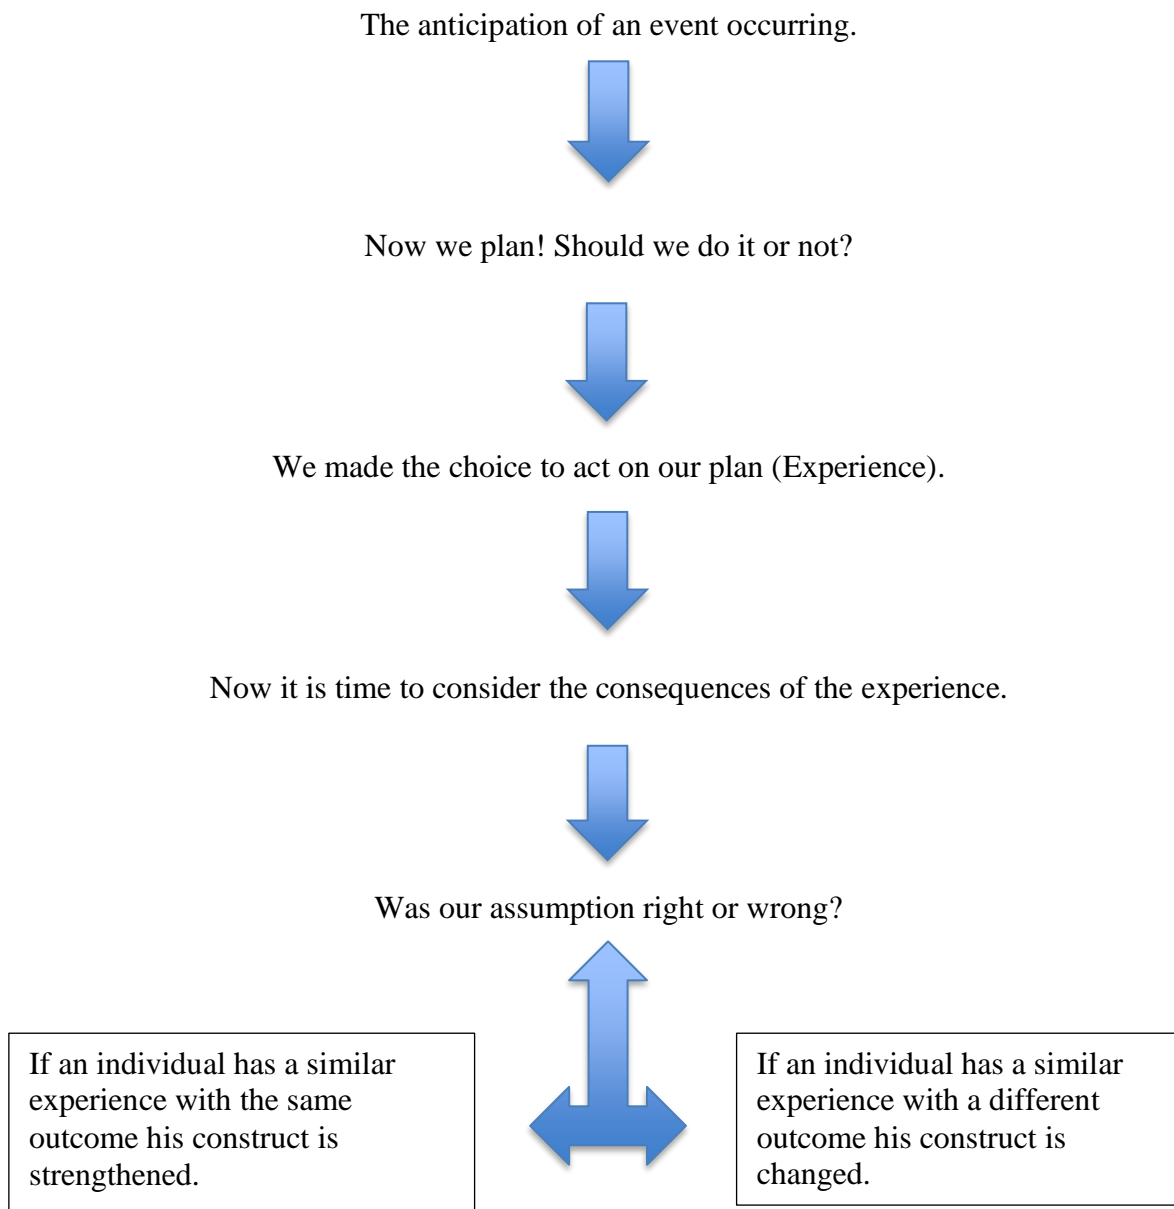 The anticipation of an event occurring.
Now we plan! Should we do it or not?
We made the choice to act on our plan (Experience).
Now it is time to consider the consequences of the experience.
Was our assumption right or wrong?
If an individual has a similar
experience with the same
outcome his construct is
strengthened.
If an individual has a similar
experience with a different
outcome his construct is
changed.